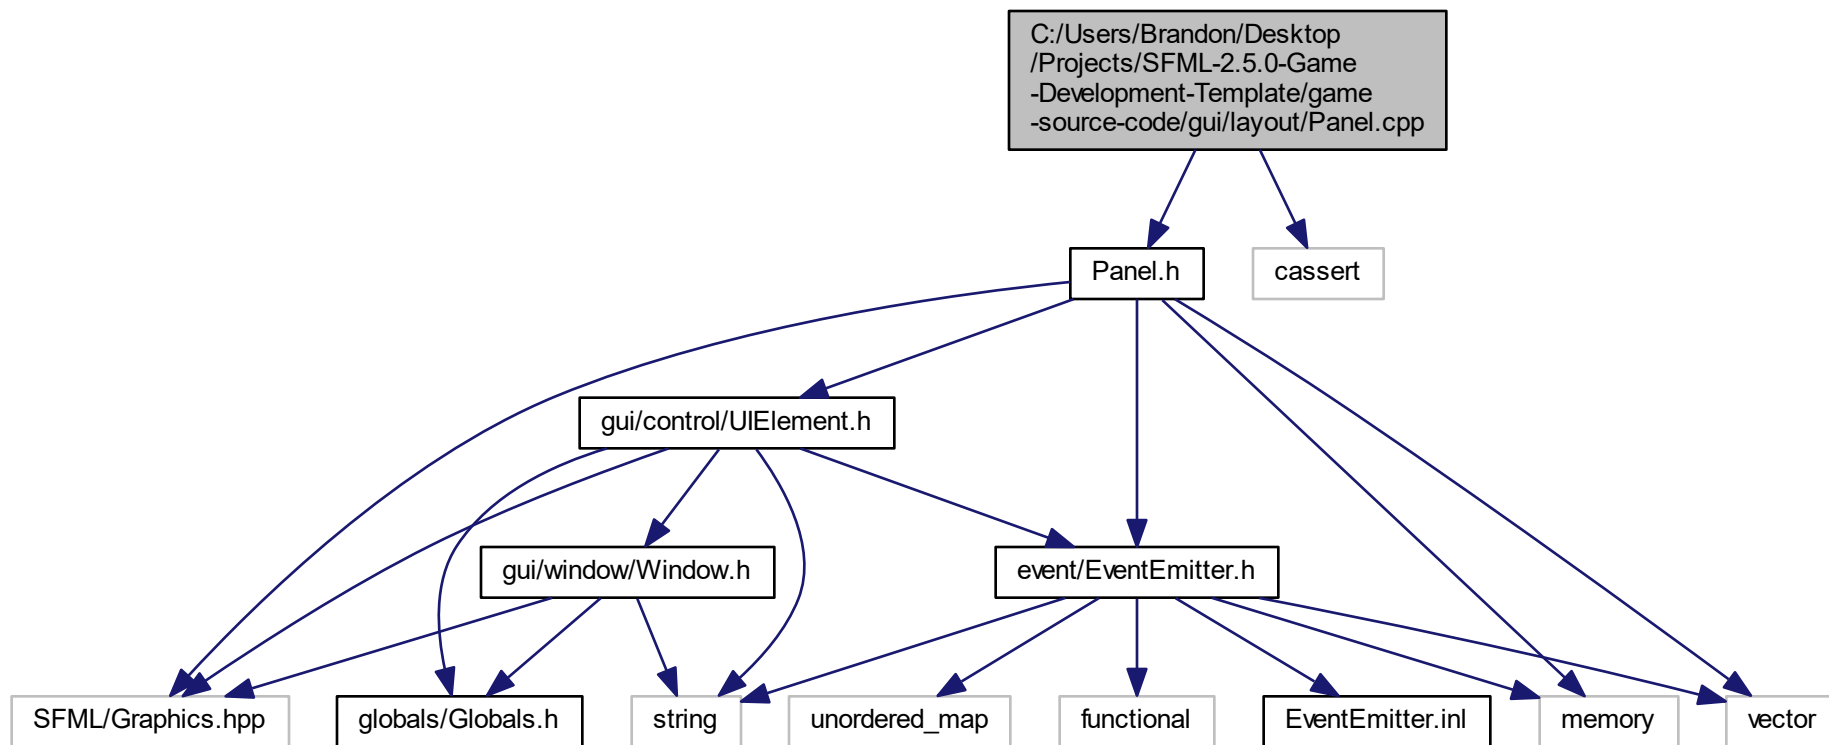 C:/Users/Brandon/Desktop
/Projects/SFML-2.5.0-Game
-Development-Template/game
-source-code/gui/layout/Panel.cpp
Panel.h
cassert
gui/control/UIElement.h
gui/window/Window.h
event/EventEmitter.h
SFML/Graphics.hpp
globals/Globals.h
string
unordered_map
functional
EventEmitter.inl
memory
vector